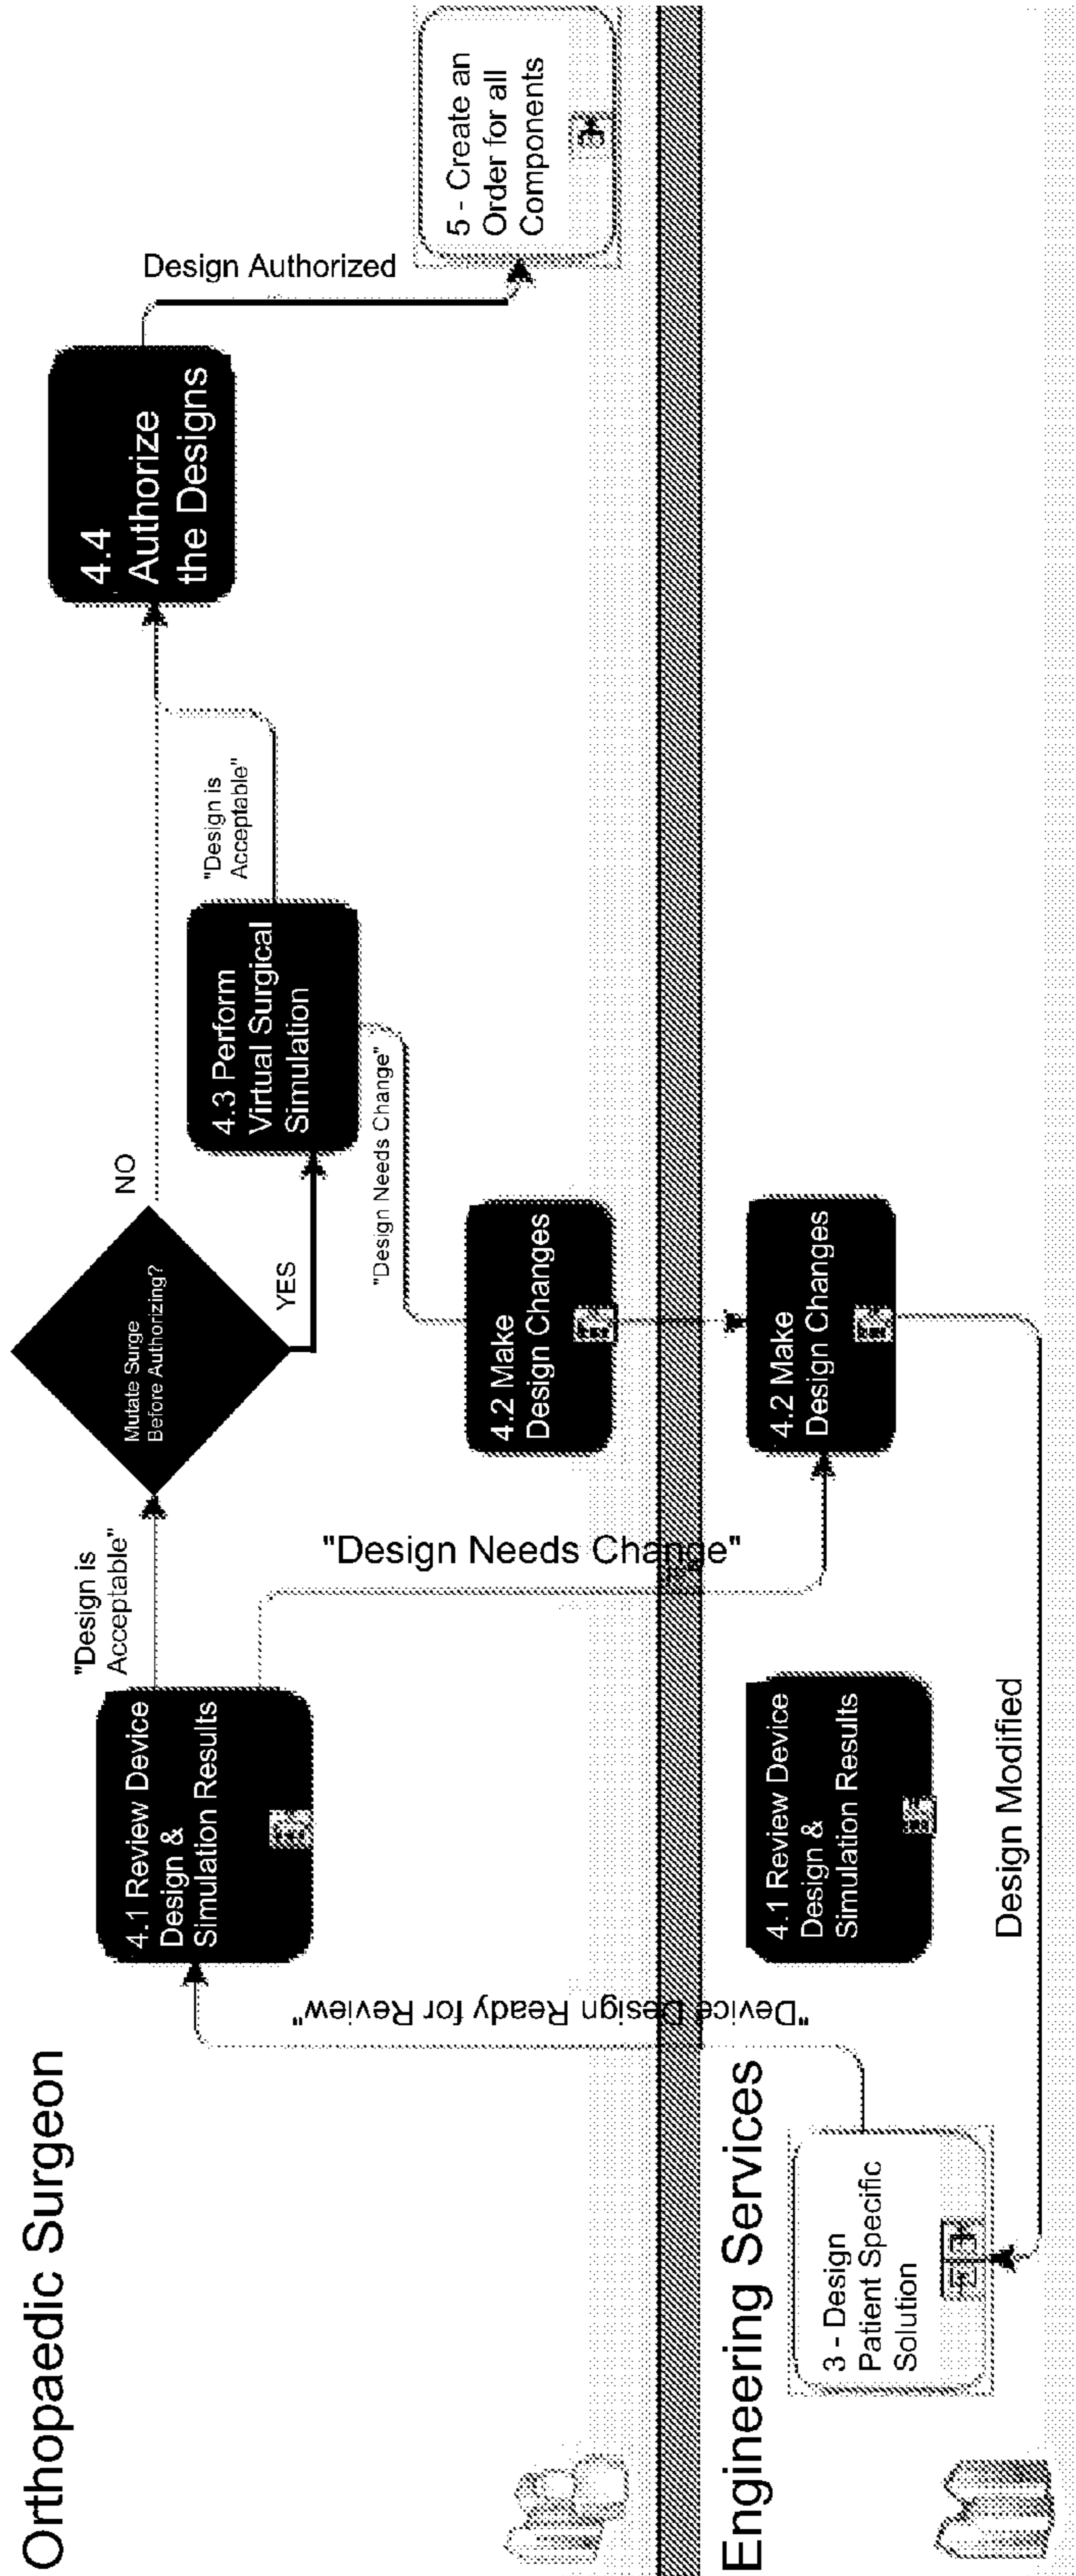 Orthopaedic Surgeon
4.1 Review Device
Design &
Simulation Results
"Design is
Acceptable"
Mutate Surge
Before Authorizing?
NO
YES
4.3 Perform
Virtual Surgical
Simulation
"Design is
Acceptable"
"Design Needs Change"
4.4
Authorize
the Designs
Design Authorized
5 - Create an
Order for all
Components
4.2 Make
Design Changes
"Design Needs Change"
"Device Design Ready for Review"
Engineering Services
3 - Design
Patient Specific
Solution
4.1 Review Device
Design &
Simulation Results
4.2 Make
Design Changes
Design Modified